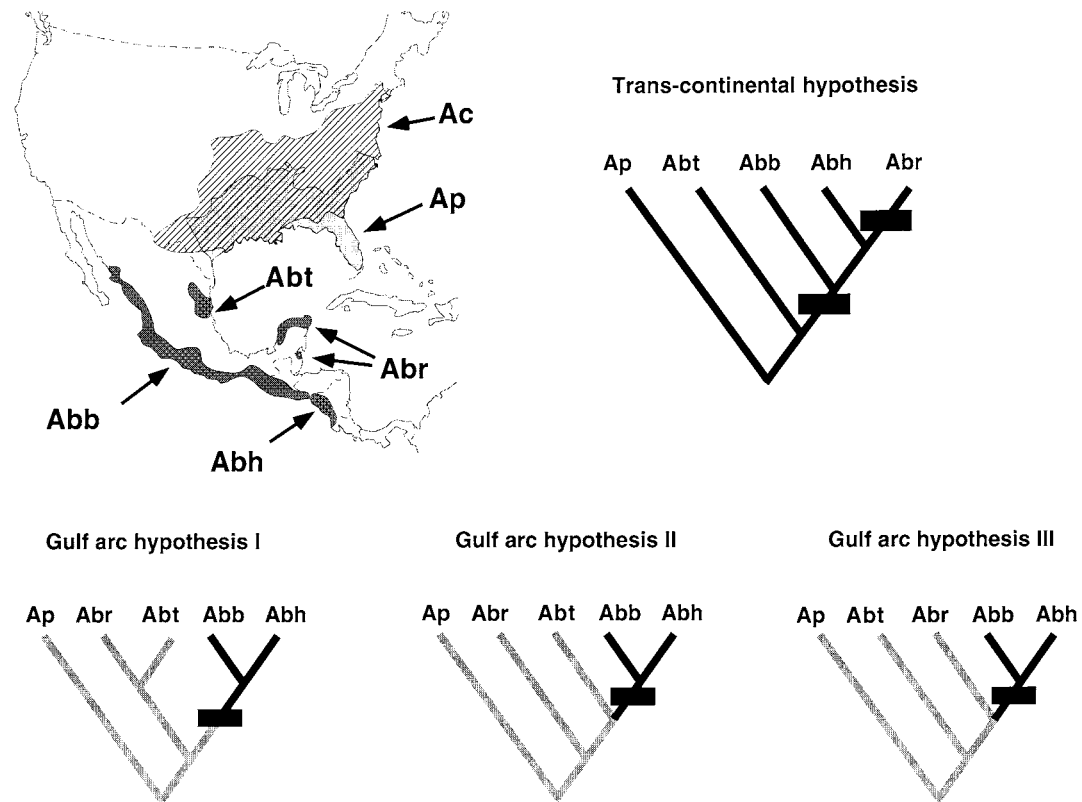 Ac
Trans-continental hypothesis
Ap Abt Abb Abh Abr
Ap
Abt
Abr
Abb
Abh
Gulf arc hypothesis I
Ap Abr Abt Abb Abh
Gulf arc hypothesis II
Ap Abr Abt Abb Abh
Gulf arc hypothesis III
Ap Abt Abr Abb Abh